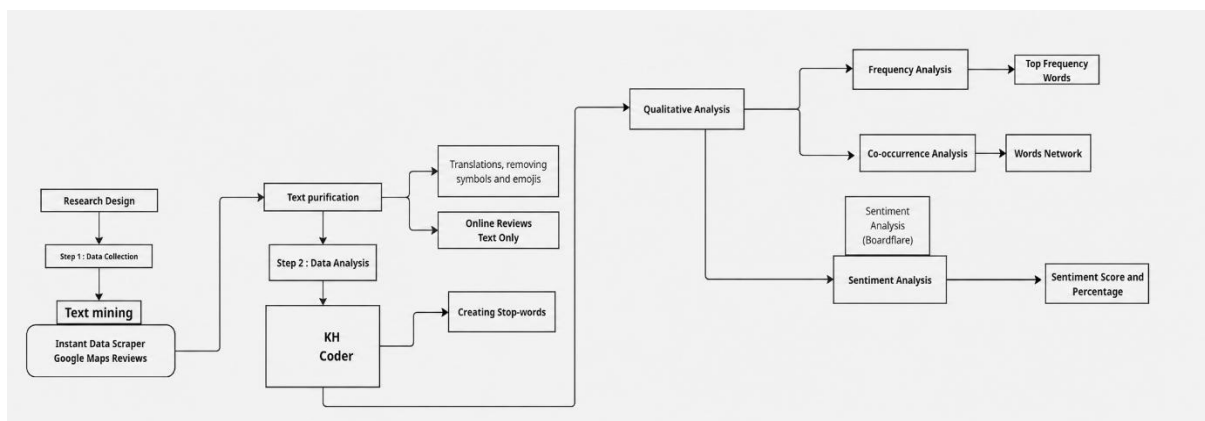 Research Design
Step 1 : Data Collection
Text mining
Instant Data Scraper
Google Maps Reviews
Text purification
Translations, removing
symbols and emojis
Online Reviews
Text Only
Step 2 : Data Analysis
KH
Coder
Creating Stop-words
Qualitative Analysis
Frequency Analysis
Top Frequency
Words
Co-occurrence Analysis
Words Network
Sentiment
Analysis
(Boardflare)
Sentiment Analysis
Sentiment Score and
Percentage